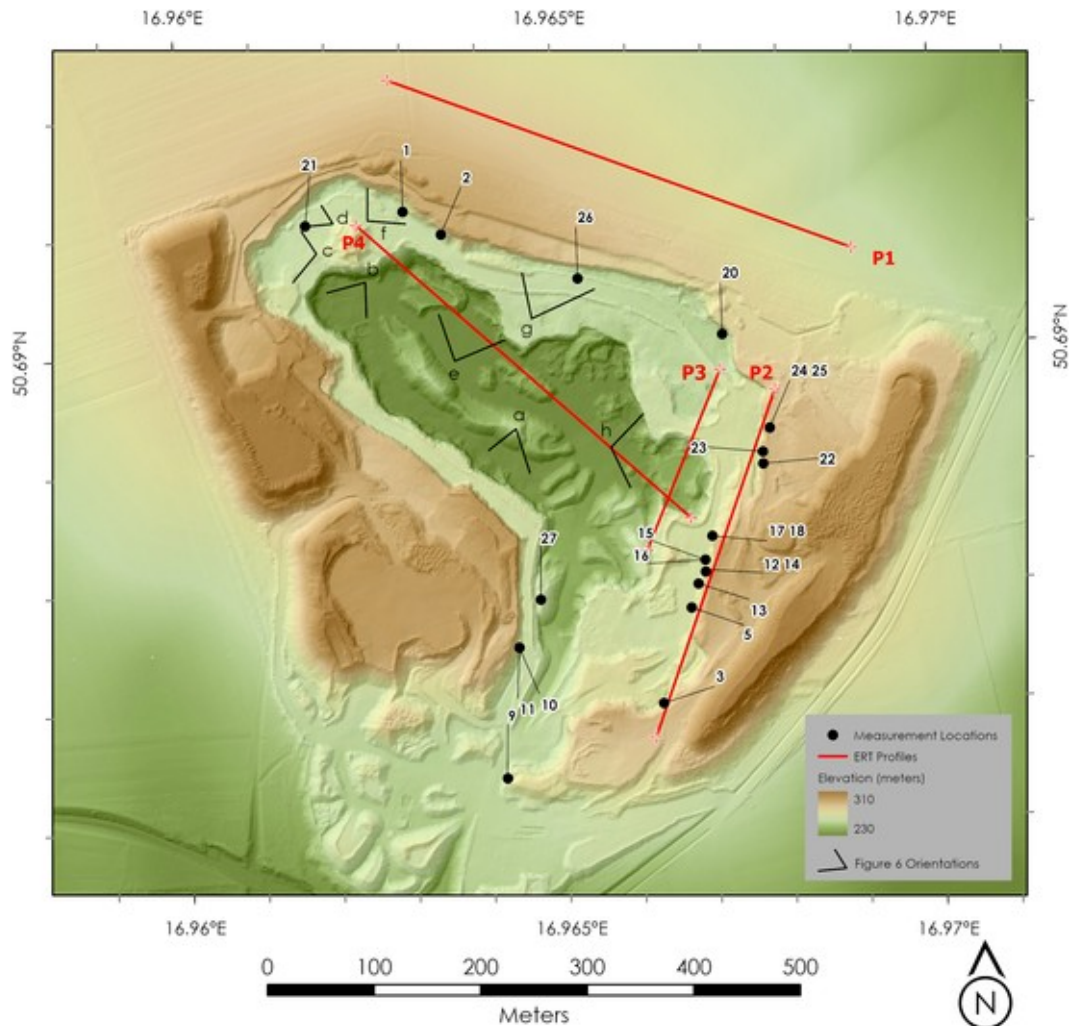 16.96°E 16.965°E 16.97°E
21 1 2
d f
P4
c
b
26
P1
g
20
50.69°N 50.69°N
e
P3 P2
24 25
a
h
23
22
15 17 18
16 12 14
27
13
5
3
9 11 10
Measurement Locations
ERT Profiles
Elevation (meters)
310
230
Figure 6 Orientations
16.96°E 16.965°E 16.97°E
0 100 200 300 400 500
Meters
N